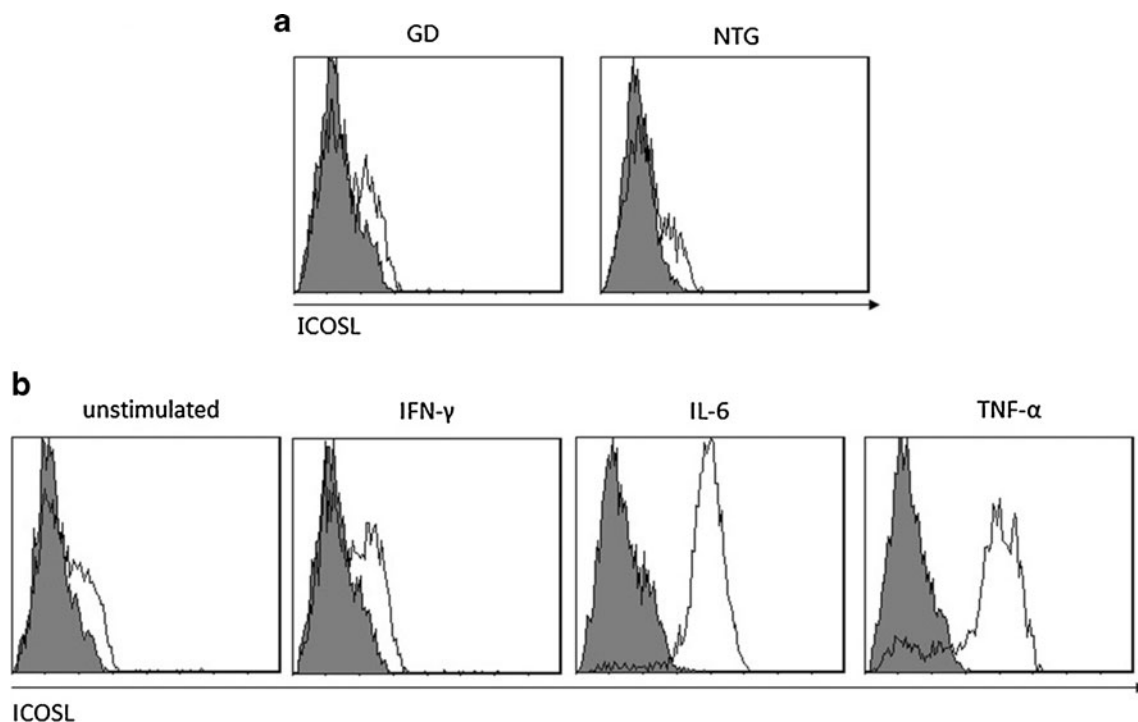 a
GD NTG
ICOSL
b
unstimulated IFN-γ IL-6 TNF-α
ICOSL